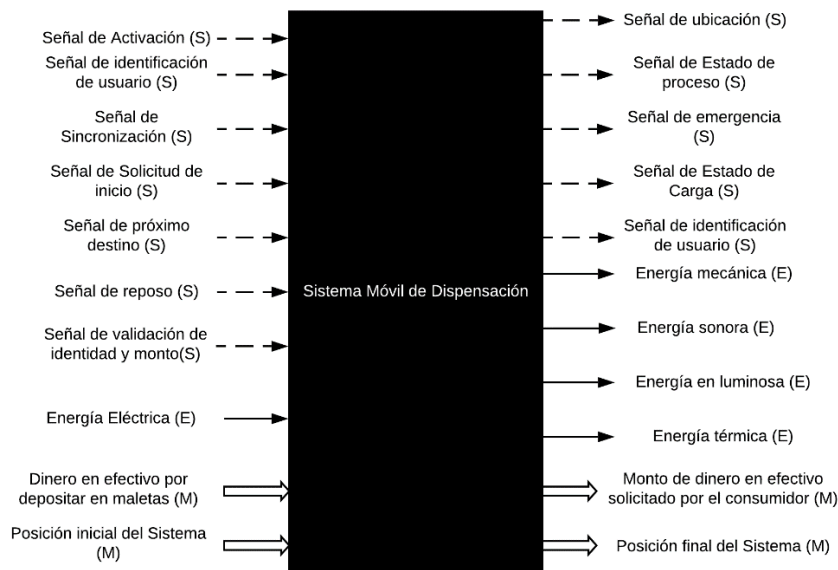 Señal de Activación (S)
Señal de identificación
de usuario (S)
Señal de
Sincronización (S)
Señal de Solicitud de
inicio (S)
Señal de próximo
destino (S)
Señal de reposo (S)
Señal de validación de
identidad y monto(S)
Energía Eléctrica (E)
Dinero en efectivo por
depositar en maletas (M)
Posición inicial del Sistema
(M)
Sistema Móvil de Dispensación
Señal de ubicación (S)
Señal de Estado de
proceso (S)
Señal de emergencia
(S)
Señal de Estado de
Carga (S)
Señal de identificación
de usuario (S)
Energía mecánica (E)
Energía sonora (E)
Energía en luminosa (E)
Energía térmica (E)
Monto de dinero en efectivo
solicitado por el consumidor (M)
Posición final del Sistema (M)